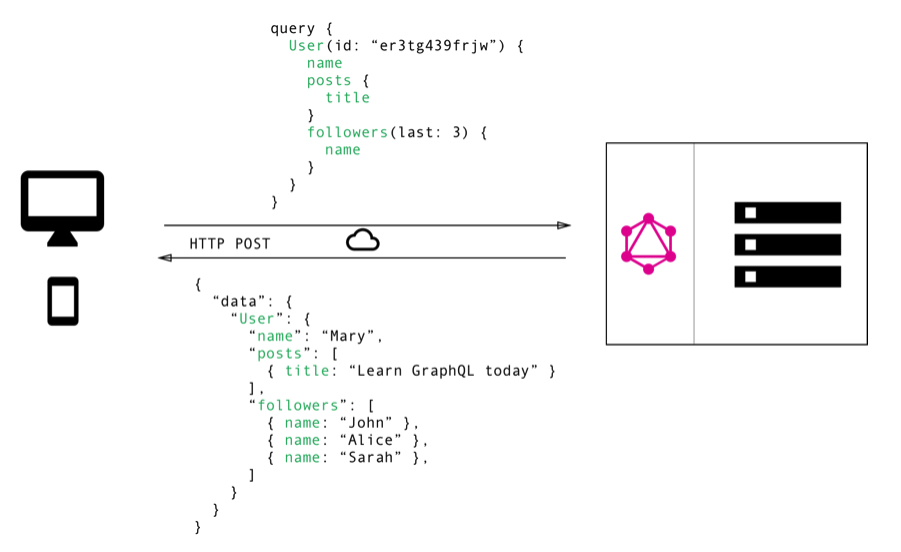 query {
  User(id: “er3tg439frjw”) {
    name
    posts {
      title
    }
    followers(last: 3) {
      name
    }
  }
}
HTTP POST
{
  “data”: {
    “User”: {
      “name”: “Mary”,
      “posts”: [
        { title: “Learn GraphQL today” }
      ],
      “followers”: [
        { name: “John” },
        { name: “Alice” },
        { name: “Sarah” },
      ]
    }
  }
}